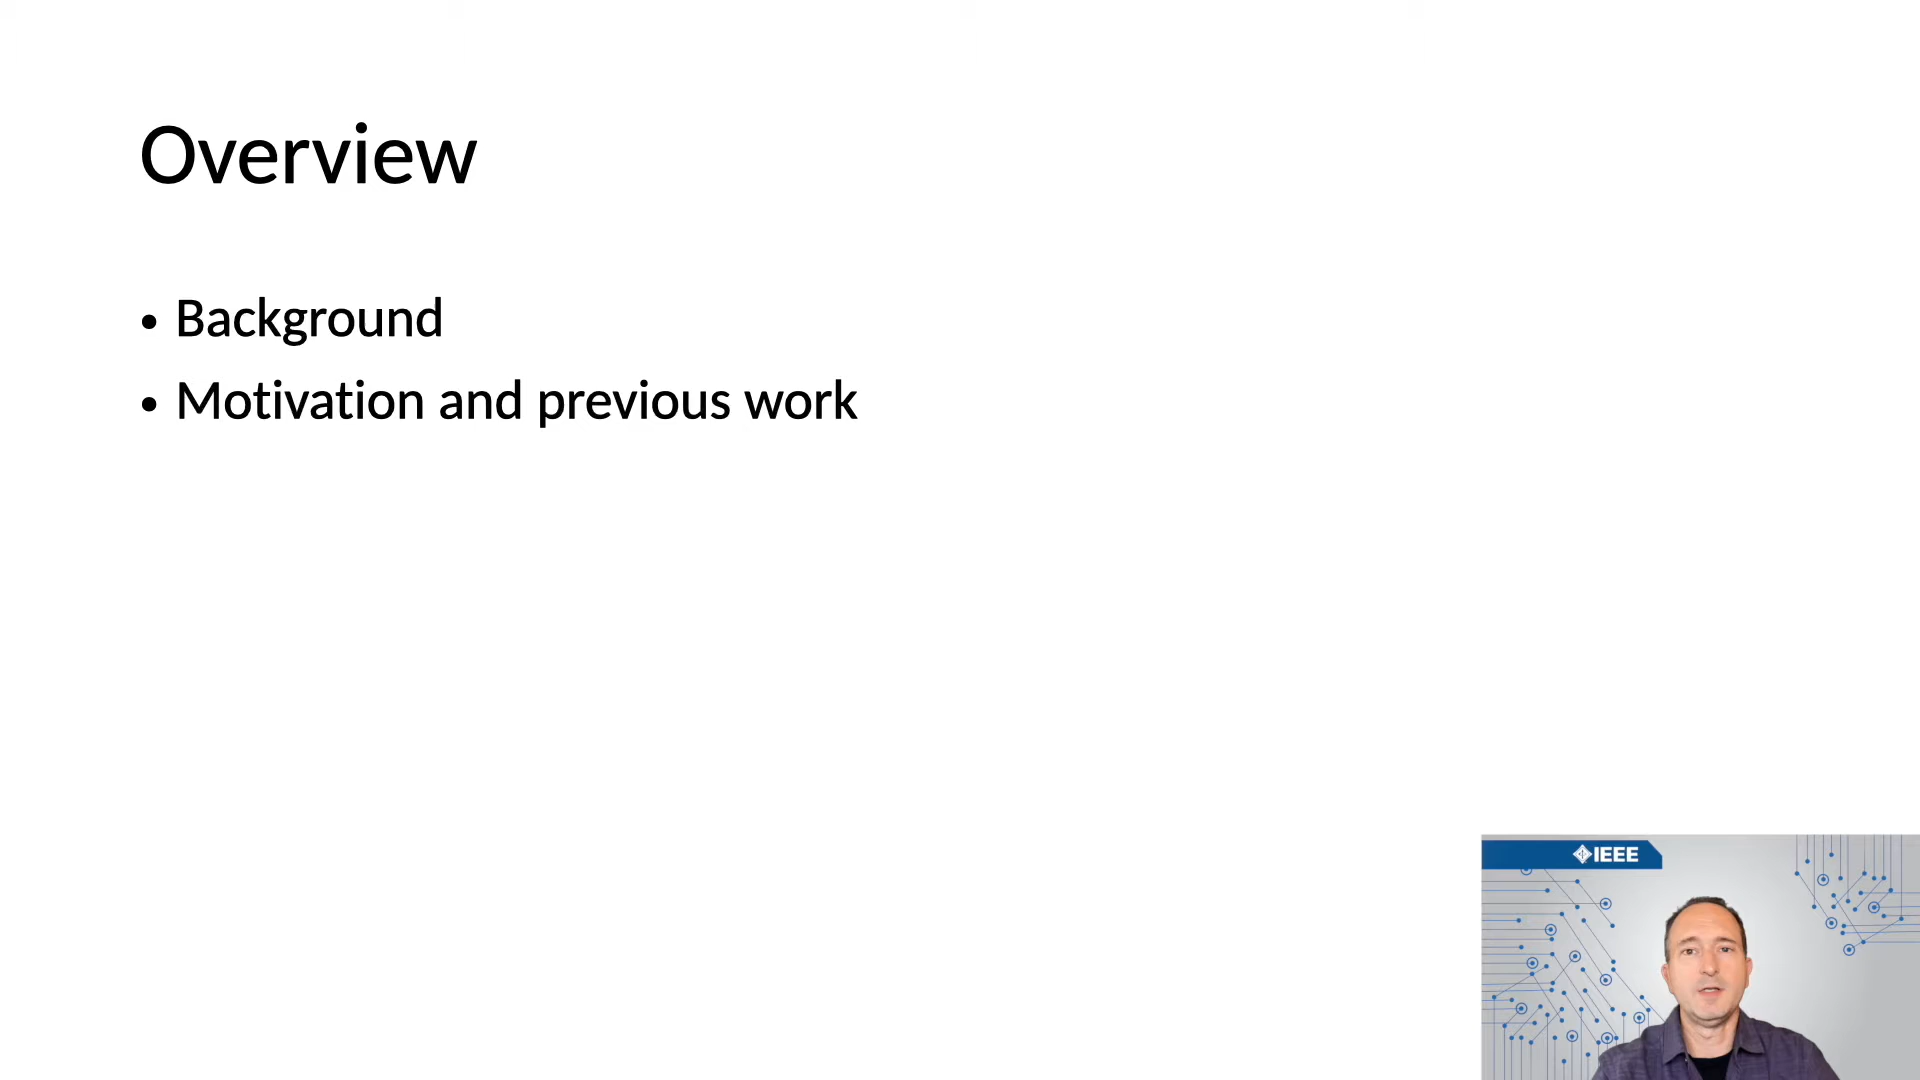 Overview
• Background
• Motivation and previous work
IEEE